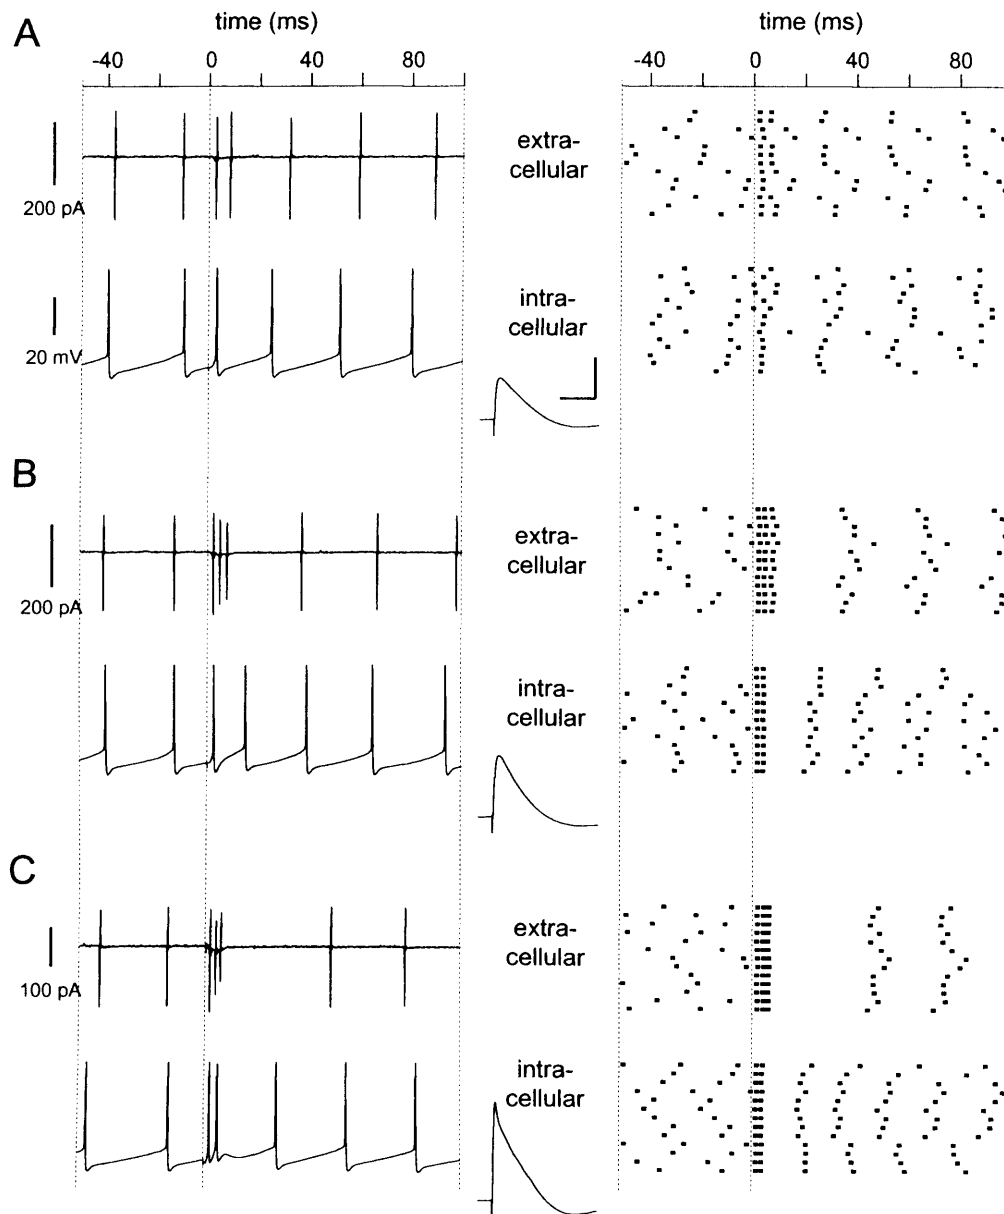 A
time (ms)
time (ms)
-40 0 40 80
-40 0 40 80
200 pA
extra-
cellular
20 mV
intra-
cellular
B
200 pA
extra-
cellular
intra-
cellular
C
100 pA
extra-
cellular
intra-
cellular